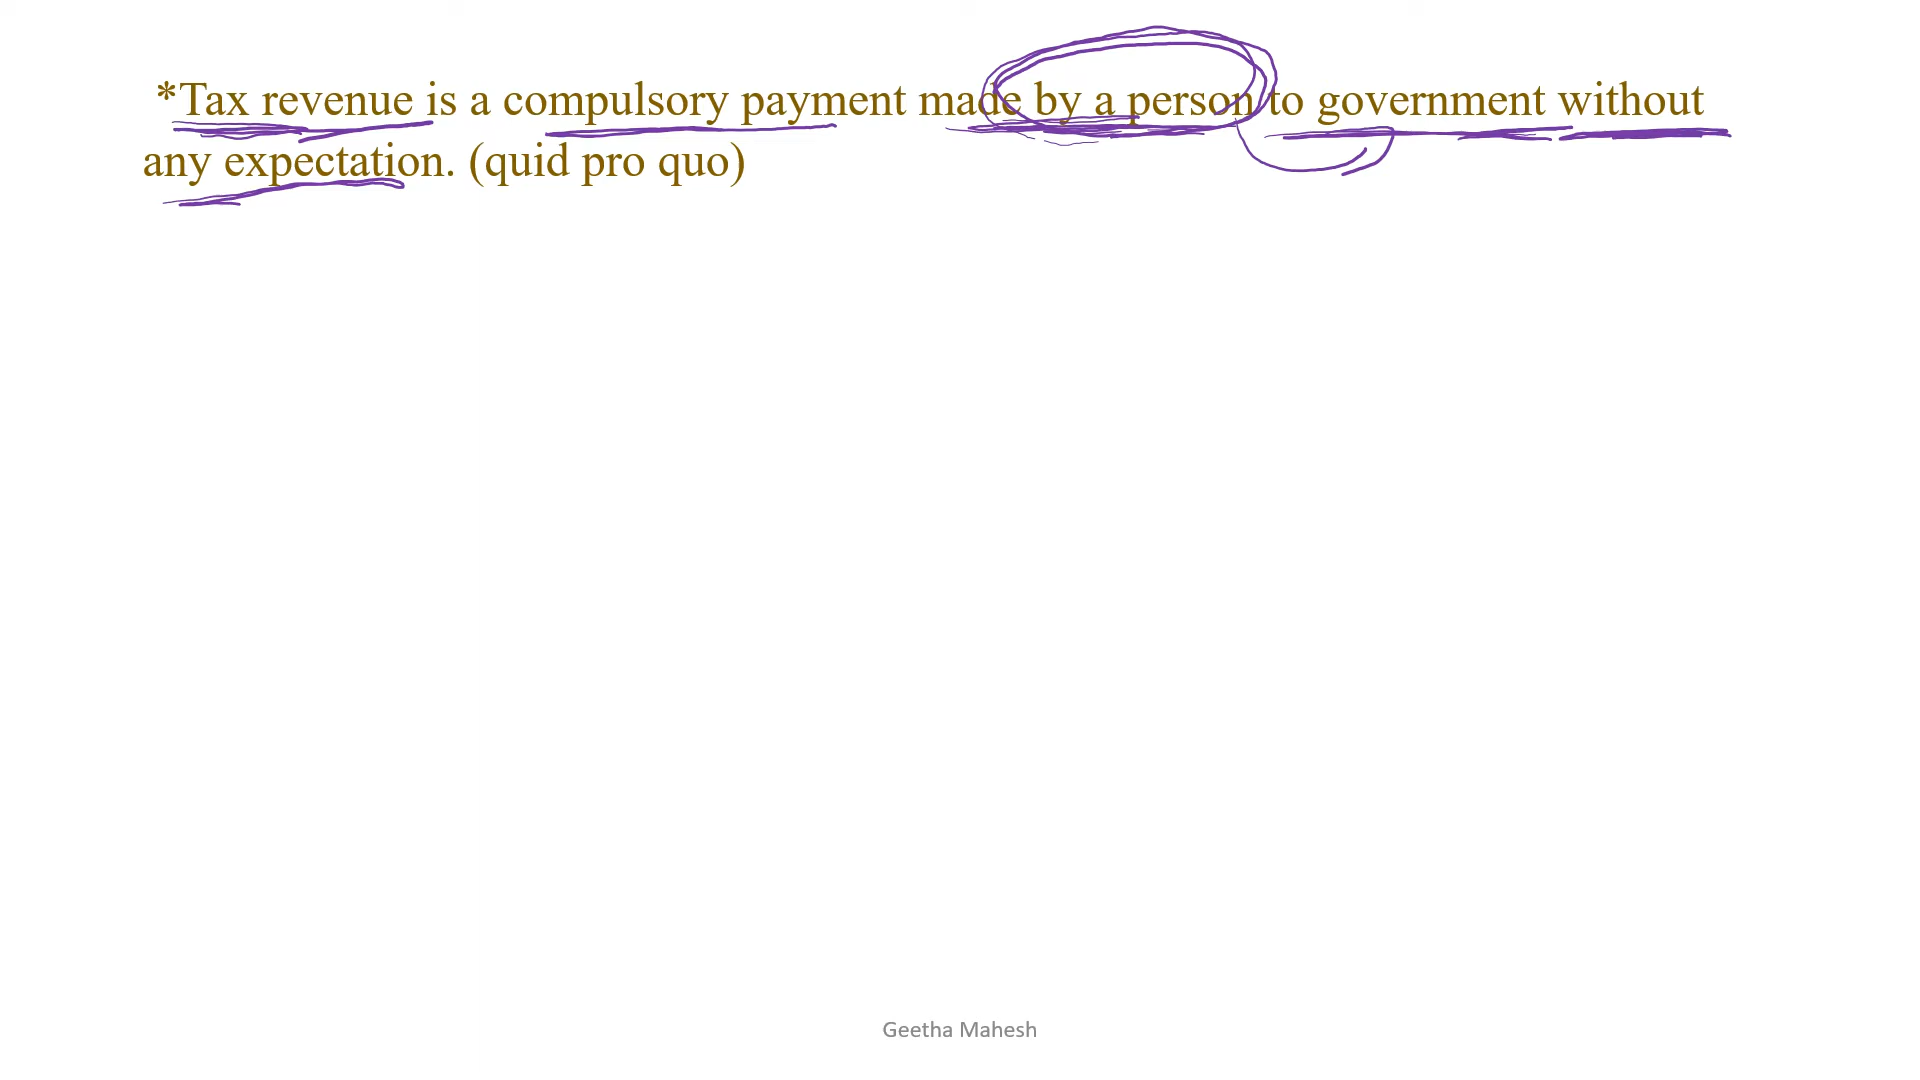 *Tax revenue is a compulsory payment made by a person to government without
any expectation. (quid pro quo)
Geetha Mahesh